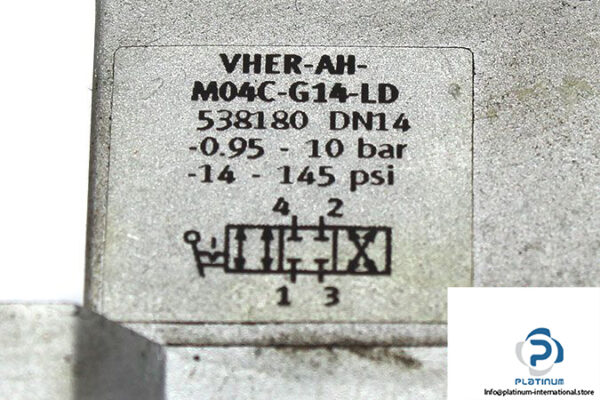 VHER-AH-
M04C-G14-LD
538180 DN14
-0.95 - 10 bar
-14 - 145 psi
4 2
1 3
PLATINUM
Info@platinum-international.store